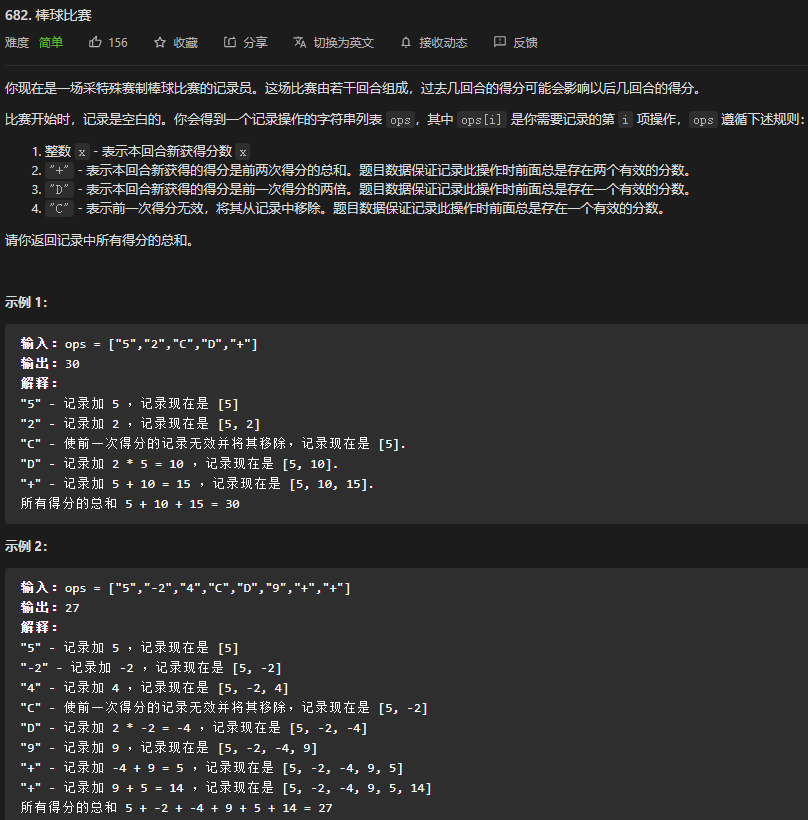 682. 棒球比赛
难度 简单 156 收藏 分享 切换为英文 接收动态 反馈
你现在是一场采特殊赛制棒球比赛的记录员。这场比赛由若干回合组成，过去几回合的得分可能会影响以后几回合的得分。
比赛开始时，记录是空白的。你会得到一个记录操作的字符串列表 ops，其中 ops[i] 是你需要记录的第 i 项操作，ops 遵循下述规则：
1. 整数 x - 表示本回合新获得分数 x
2. "+" - 表示本回合新获得的得分是前两次得分的总和。题目数据保证记录此操作时前面总是存在两个有效的分数。
3. "D" - 表示本回合新获得的得分是前一次得分的两倍。题目数据保证记录此操作时前面总是存在一个有效的分数。
4. "C" - 表示前一次得分无效，将其从记录中移除。题目数据保证记录此操作时前面总是存在一个有效的分数。
请你返回记录中所有得分的总和。
示例 1：
输入：ops = ["5","2","C","D","+"]
输出：30
解释：
"5" - 记录加 5 ，记录现在是 [5]
"2" - 记录加 2 ，记录现在是 [5, 2]
"C" - 使前一次得分的记录无效并将其移除，记录现在是 [5].
"D" - 记录加 2 * 5 = 10 ，记录现在是 [5, 10].
"+" - 记录加 5 + 10 = 15 ，记录现在是 [5, 10, 15].
所有得分的总和 5 + 10 + 15 = 30
示例 2：
输入：ops = ["5","-2","4","C","D","9","+","+"]
输出：27
解释：
"5" - 记录加 5 ，记录现在是 [5]
"-2" - 记录加 -2 ，记录现在是 [5, -2]
"4" - 记录加 4 ，记录现在是 [5, -2, 4]
"C" - 使前一次得分的记录无效并将其移除，记录现在是 [5, -2]
"D" - 记录加 2 * -2 = -4 ，记录现在是 [5, -2, -4]
"9" - 记录加 9 ，记录现在是 [5, -2, -4, 9]
"+" - 记录加 -4 + 9 = 5 ，记录现在是 [5, -2, -4, 9, 5]
"+" - 记录加 9 + 5 = 14 ，记录现在是 [5, -2, -4, 9, 5, 14]
所有得分的总和 5 + -2 + -4 + 9 + 5 + 14 = 27